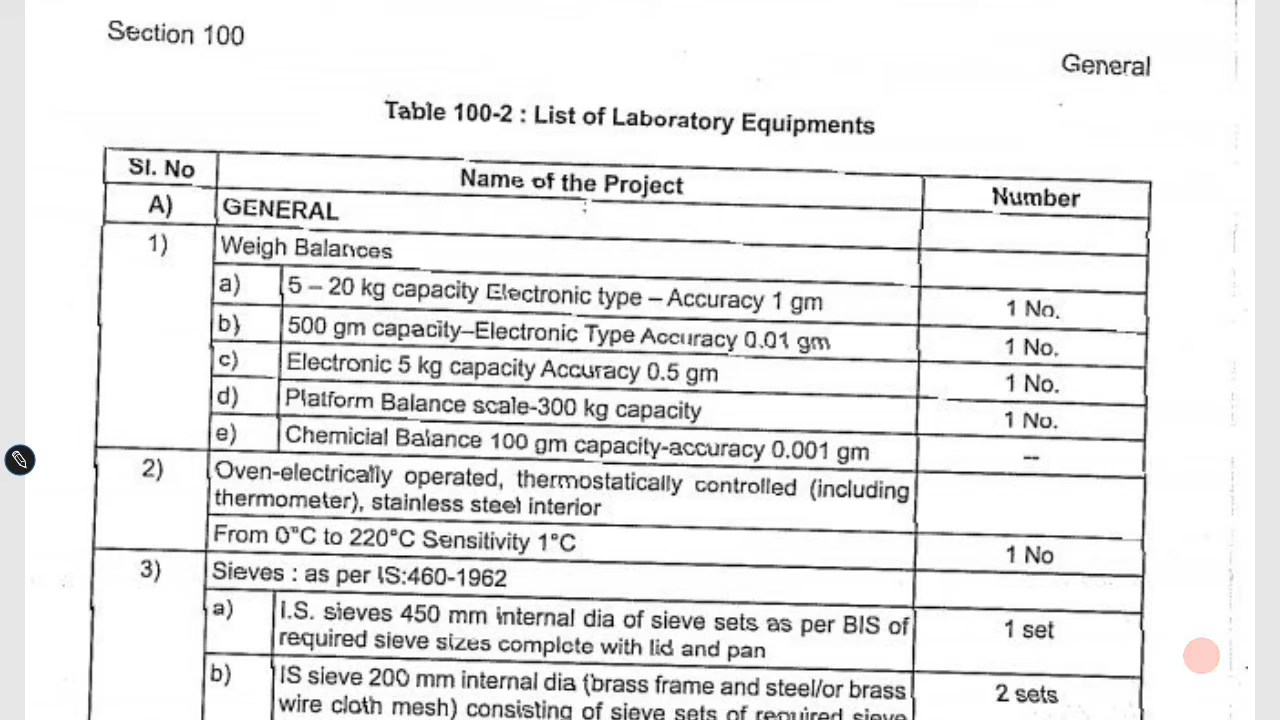 Section 100
General
Table 100-2 : List of Laboratory Equipments
Sl. No Name of the Project Number
A) GENERAL
1) Weigh Balances
a) 5 – 20 kg capacity Electronic type – Accuracy 1 gm 1 No.
b) 500 gm capacity–Electronic Type Accuracy 0.01 gm 1 No.
c) Electronic 5 kg capacity Accuracy 0.5 gm 1 No.
d) Platform Balance scale-300 kg capacity 1 No.
e) Chemicial Balance 100 gm capacity-accuracy 0.001 gm --
2) Oven-electrically operated, thermostatically controlled (including
thermometer), stainless steel interior
From 0°C to 220°C Sensitivity 1°C 1 No
3) Sieves : as per IS:460-1962
a) I.S. sieves 450 mm internal dia of sieve sets as per BIS of 1 set
required sieve sizes complete with lid and pan
b) IS sieve 200 mm internal dia (brass frame and steel/or brass 2 sets
wire cloth mesh) consisting of sieve sets of required sieve